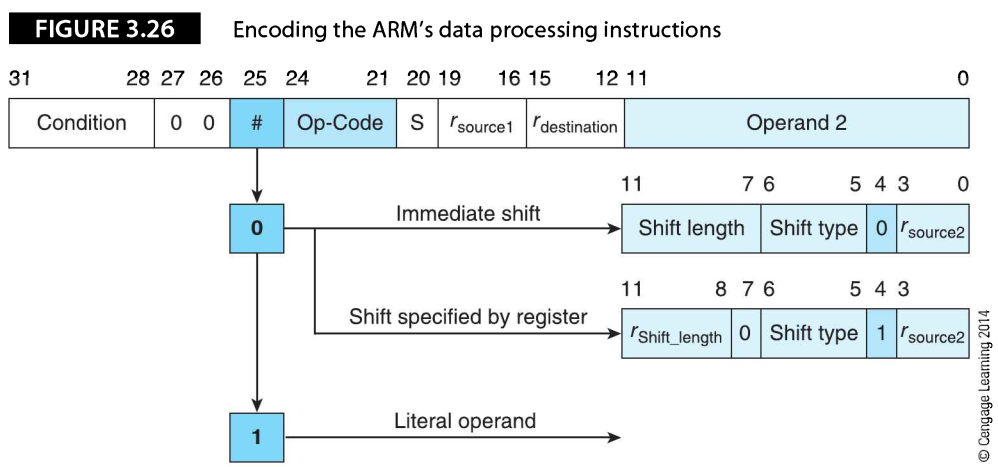 FIGURE 3.26 Encoding the ARM's data processing instructions
31 28 27 26 25 24 21 20 19 16 15 12 11 0
Condition 0 0 # Op-Code S rsource1 rdestination Operand 2
11 7 6 5 4 3 0
0 Immediate shift Shift length Shift type 0 rsource2
11 8 7 6 5 4 3
Shift specified by register rShift_length 0 Shift type 1 rsource2
1 Literal operand
© Cengage Learning 2014